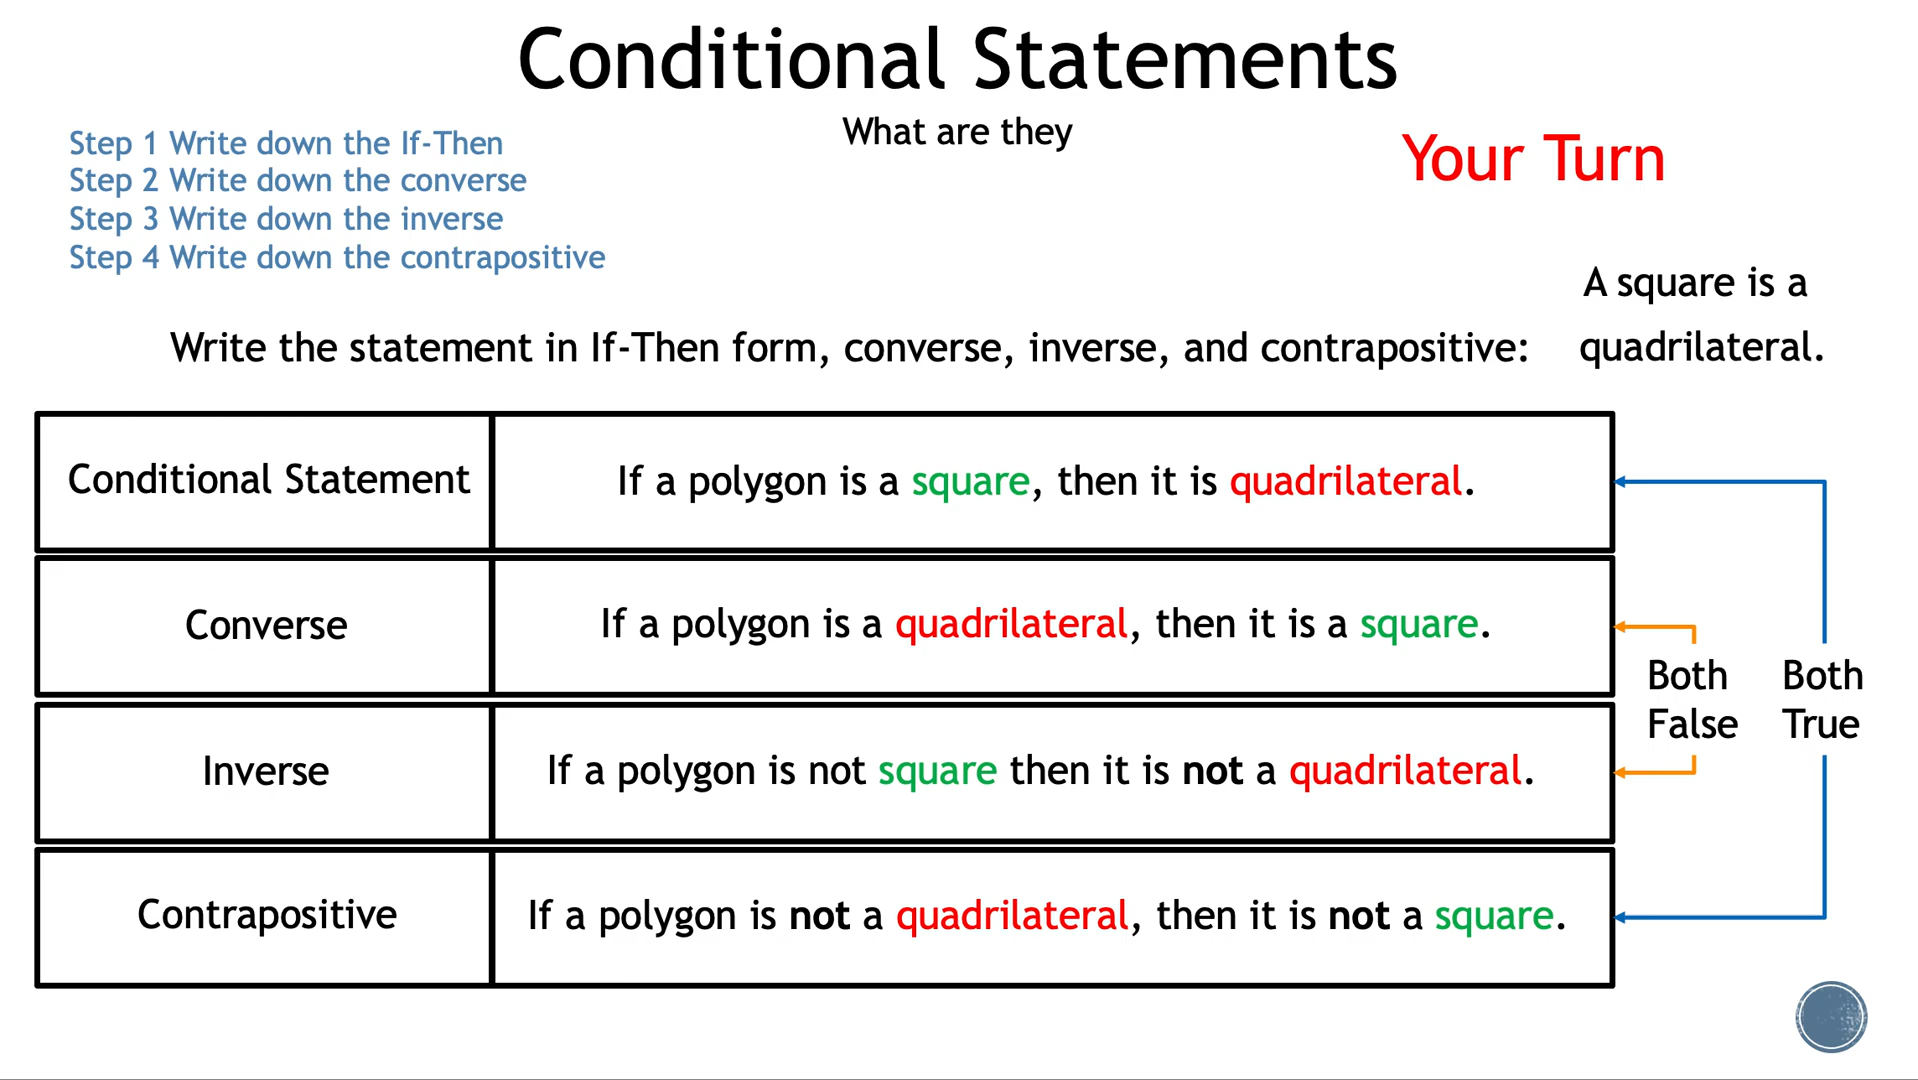 Conditional Statements
What are they
Step 1 Write down the If-Then
Step 2 Write down the converse
Step 3 Write down the inverse
Step 4 Write down the contrapositive
Your Turn
Write the statement in If-Then form, converse, inverse, and contrapositive:
A square is a
quadrilateral.
Conditional Statement
If a polygon is a square, then it is quadrilateral.
Converse
If a polygon is a quadrilateral, then it is a square.
Inverse
If a polygon is not square then it is not a quadrilateral.
Contrapositive
If a polygon is not a quadrilateral, then it is not a square.
Both
False
Both
True